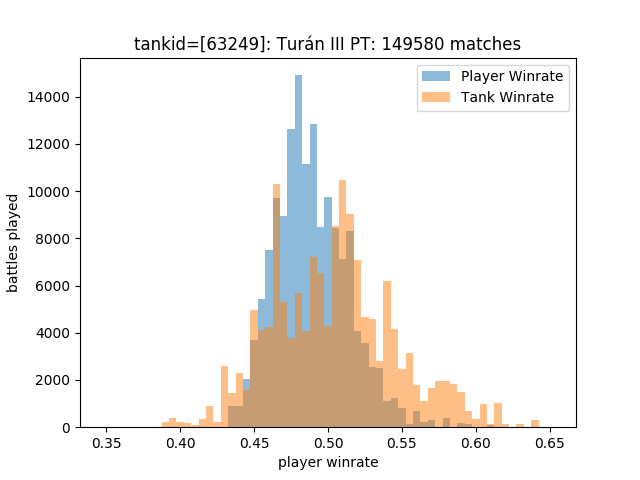 tankid=[63249]: Turán III PT: 149580 matches
Player Winrate
Tank Winrate
14000
12000
10000
8000
6000
4000
2000
0
battles played
0.35 0.40 0.45 0.50 0.55 0.60 0.65
player winrate